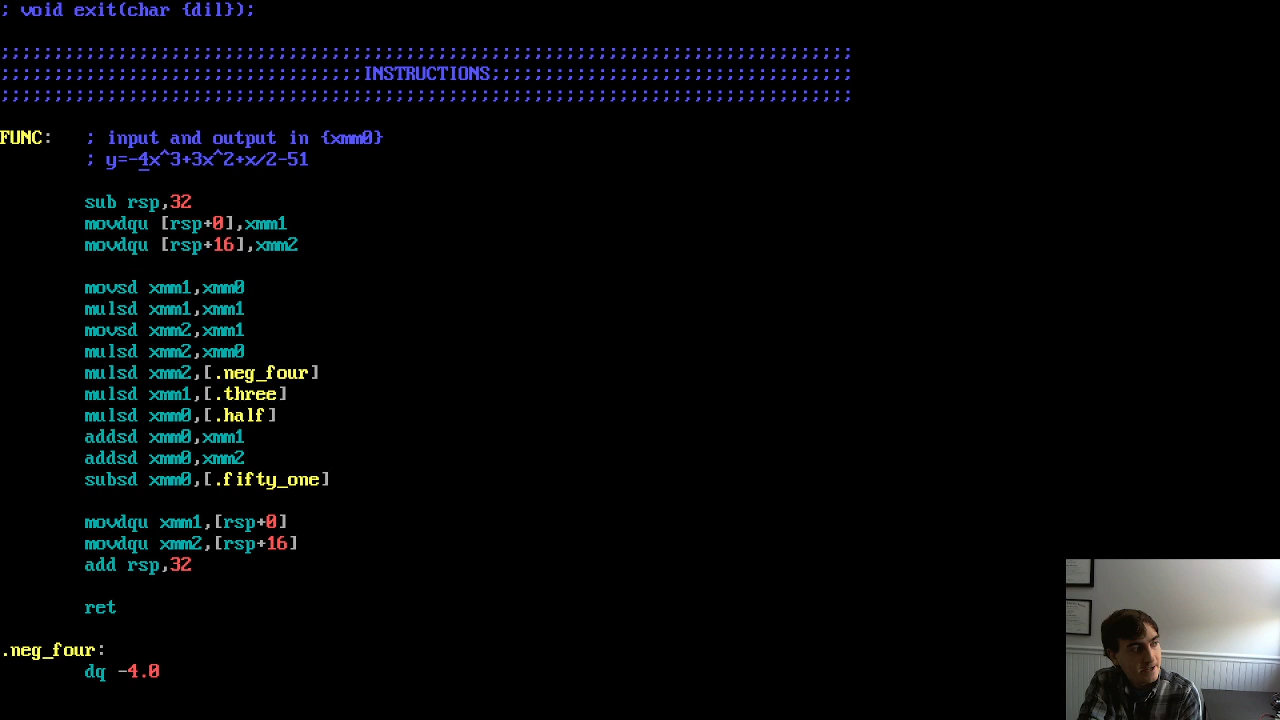 ; void exit(char {dil});
;;;;;;;;;;;;;;;;;;;;;;;;;;;;;;;;;;;;;;;;;;;;;;;;;;;;;;;;;;;;;;;;;;;;;;;;;;;;;;;;
;;;;;;;;;;;;;;;;;;;;;;;;;;;;;;;;;;INSTRUCTIONS;;;;;;;;;;;;;;;;;;;;;;;;;;;;;;;;;;
;;;;;;;;;;;;;;;;;;;;;;;;;;;;;;;;;;;;;;;;;;;;;;;;;;;;;;;;;;;;;;;;;;;;;;;;;;;;;;;;
FUNC: ; input and output in {xmm0}
; y=-4x^3+3x^2+x/2-51
sub rsp,32
movdqu [rsp+0],xmm1
movdqu [rsp+16],xmm2
movsd xmm1,xmm0
mulsd xmm1,xmm1
movsd xmm2,xmm1
mulsd xmm2,xmm0
mulsd xmm2,[.neg_four]
mulsd xmm1,[.three]
mulsd xmm0,[.half]
addsd xmm0,xmm1
addsd xmm0,xmm2
subsd xmm0,[.fifty_one]
movdqu xmm1,[rsp+0]
movdqu xmm2,[rsp+16]
add rsp,32
ret
.neg_four:
dq -4.0